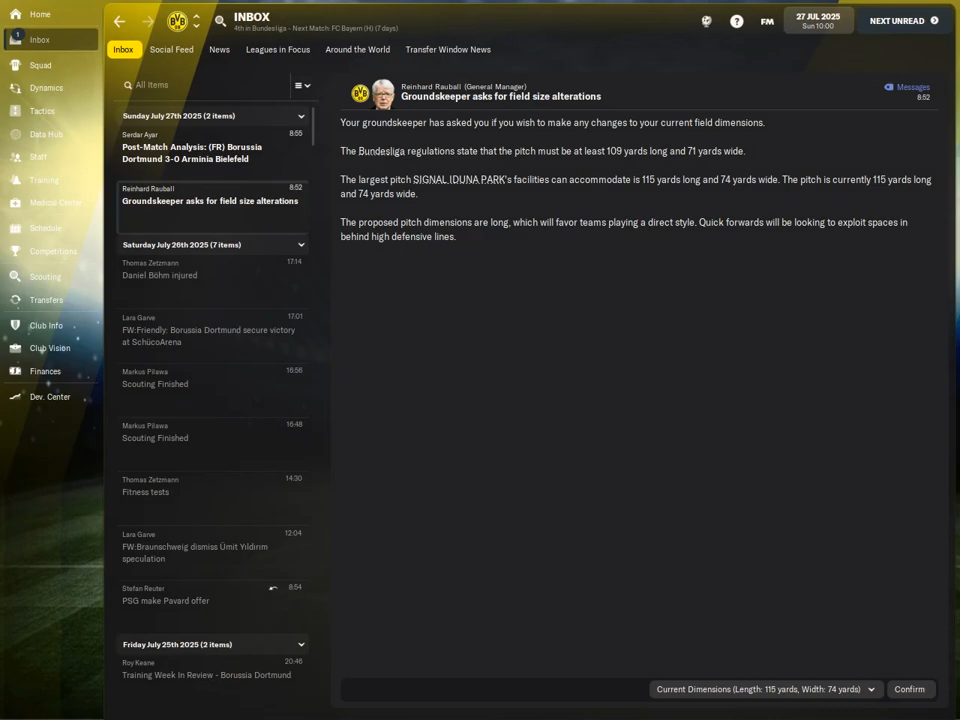 Home
1
Inbox
Squad
Dynamics
Tactics
Data Hub
Staff
Training
Medical Center
Schedule
Competitions
Scouting
Transfers
Club Info
Club Vision
Finances
Dev. Center
BVB
09
INBOX
4th in Bundesliga - Next Match: FC Bayern (H) (7 days)
?
FM
27 JUL 2025
Sun 10:00
NEXT UNREAD
Inbox
Social Feed
News
Leagues in Focus
Around the World
Transfer Window News
All Items
Sunday July 27th 2025 (2 items)
Serdar Ayar
8:55
Post-Match Analysis: (FR) Borussia
Dortmund 3-0 Arminia Bielefeld
Reinhard Rauball
8:52
Groundskeeper asks for field size alterations
Saturday July 26th 2025 (7 items)
Thomas Zetzmann
17:14
Daniel Böhm injured
Lara Garve
17:01
FW:Friendly: Borussia Dortmund secure victory
at SchücoArena
Markus Pilawa
16:56
Scouting Finished
Markus Pilawa
16:48
Scouting Finished
Thomas Zetzmann
14:30
Fitness tests
Lara Garve
12:04
FW:Braunschweig dismiss Ümit Yıldırım
speculation
Stefan Reuter
8:54
PSG make Pavard offer
Friday July 25th 2025 (2 items)
Roy Keane
20:46
Training Week In Review - Borussia Dortmund
BVB
09
Reinhard Rauball (General Manager)
Groundskeeper asks for field size alterations
Messages
8:52
Your groundskeeper has asked you if you wish to make any changes to your current field dimensions.
The Bundesliga regulations state that the pitch must be at least 109 yards long and 71 yards wide.
The largest pitch SIGNAL IDUNA PARK's facilities can accommodate is 115 yards long and 74 yards wide. The pitch is currently 115 yards long
and 74 yards wide.
The proposed pitch dimensions are long, which will favor teams playing a direct style. Quick forwards will be looking to exploit spaces in
behind high defensive lines.
Current Dimensions (Length: 115 yards, Width: 74 yards)
Confirm